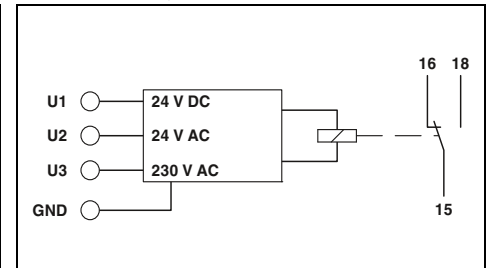 16 18
U1 24 V DC
U2 24 V AC
U3 230 V AC
GND
15